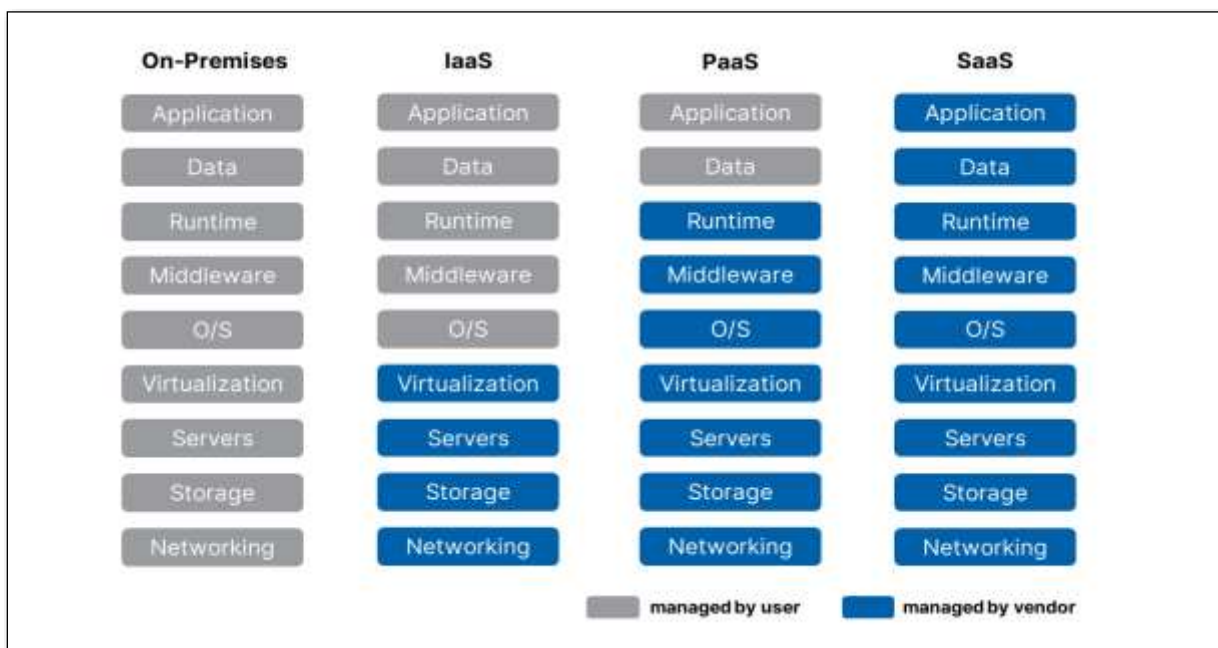 On-Premises IaaS PaaS SaaS
Application Application Application Application
Data Data Data Data
Runtime Runtime Runtime Runtime
Middleware Middleware Middleware Middleware
O/S O/S O/S O/S
Virtualization Virtualization Virtualization Virtualization
Servers Servers Servers Servers
Storage Storage Storage Storage
Networking Networking Networking Networking
managed by user managed by vendor